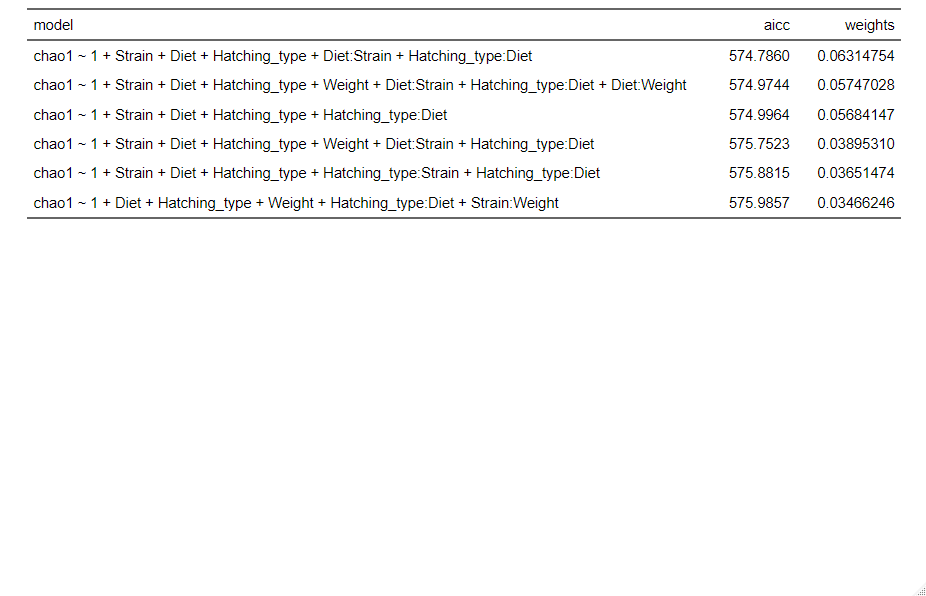 model aicc weights
chao1 ~ 1 + Strain + Diet + Hatching_type + Diet:Strain + Hatching_type:Diet 574.7860 0.06314754
chao1 ~ 1 + Strain + Diet + Hatching_type + Weight + Diet:Strain + Hatching_type:Diet + Diet:Weight 574.9744 0.05747028
chao1 ~ 1 + Strain + Diet + Hatching_type + Hatching_type:Diet 574.9964 0.05684147
chao1 ~ 1 + Strain + Diet + Hatching_type + Weight + Diet:Strain + Hatching_type:Diet 575.7523 0.03895310
chao1 ~ 1 + Strain + Diet + Hatching_type + Hatching_type:Strain + Hatching_type:Diet 575.8815 0.03651474
chao1 ~ 1 + Diet + Hatching_type + Weight + Hatching_type:Diet + Strain:Weight 575.9857 0.03466246